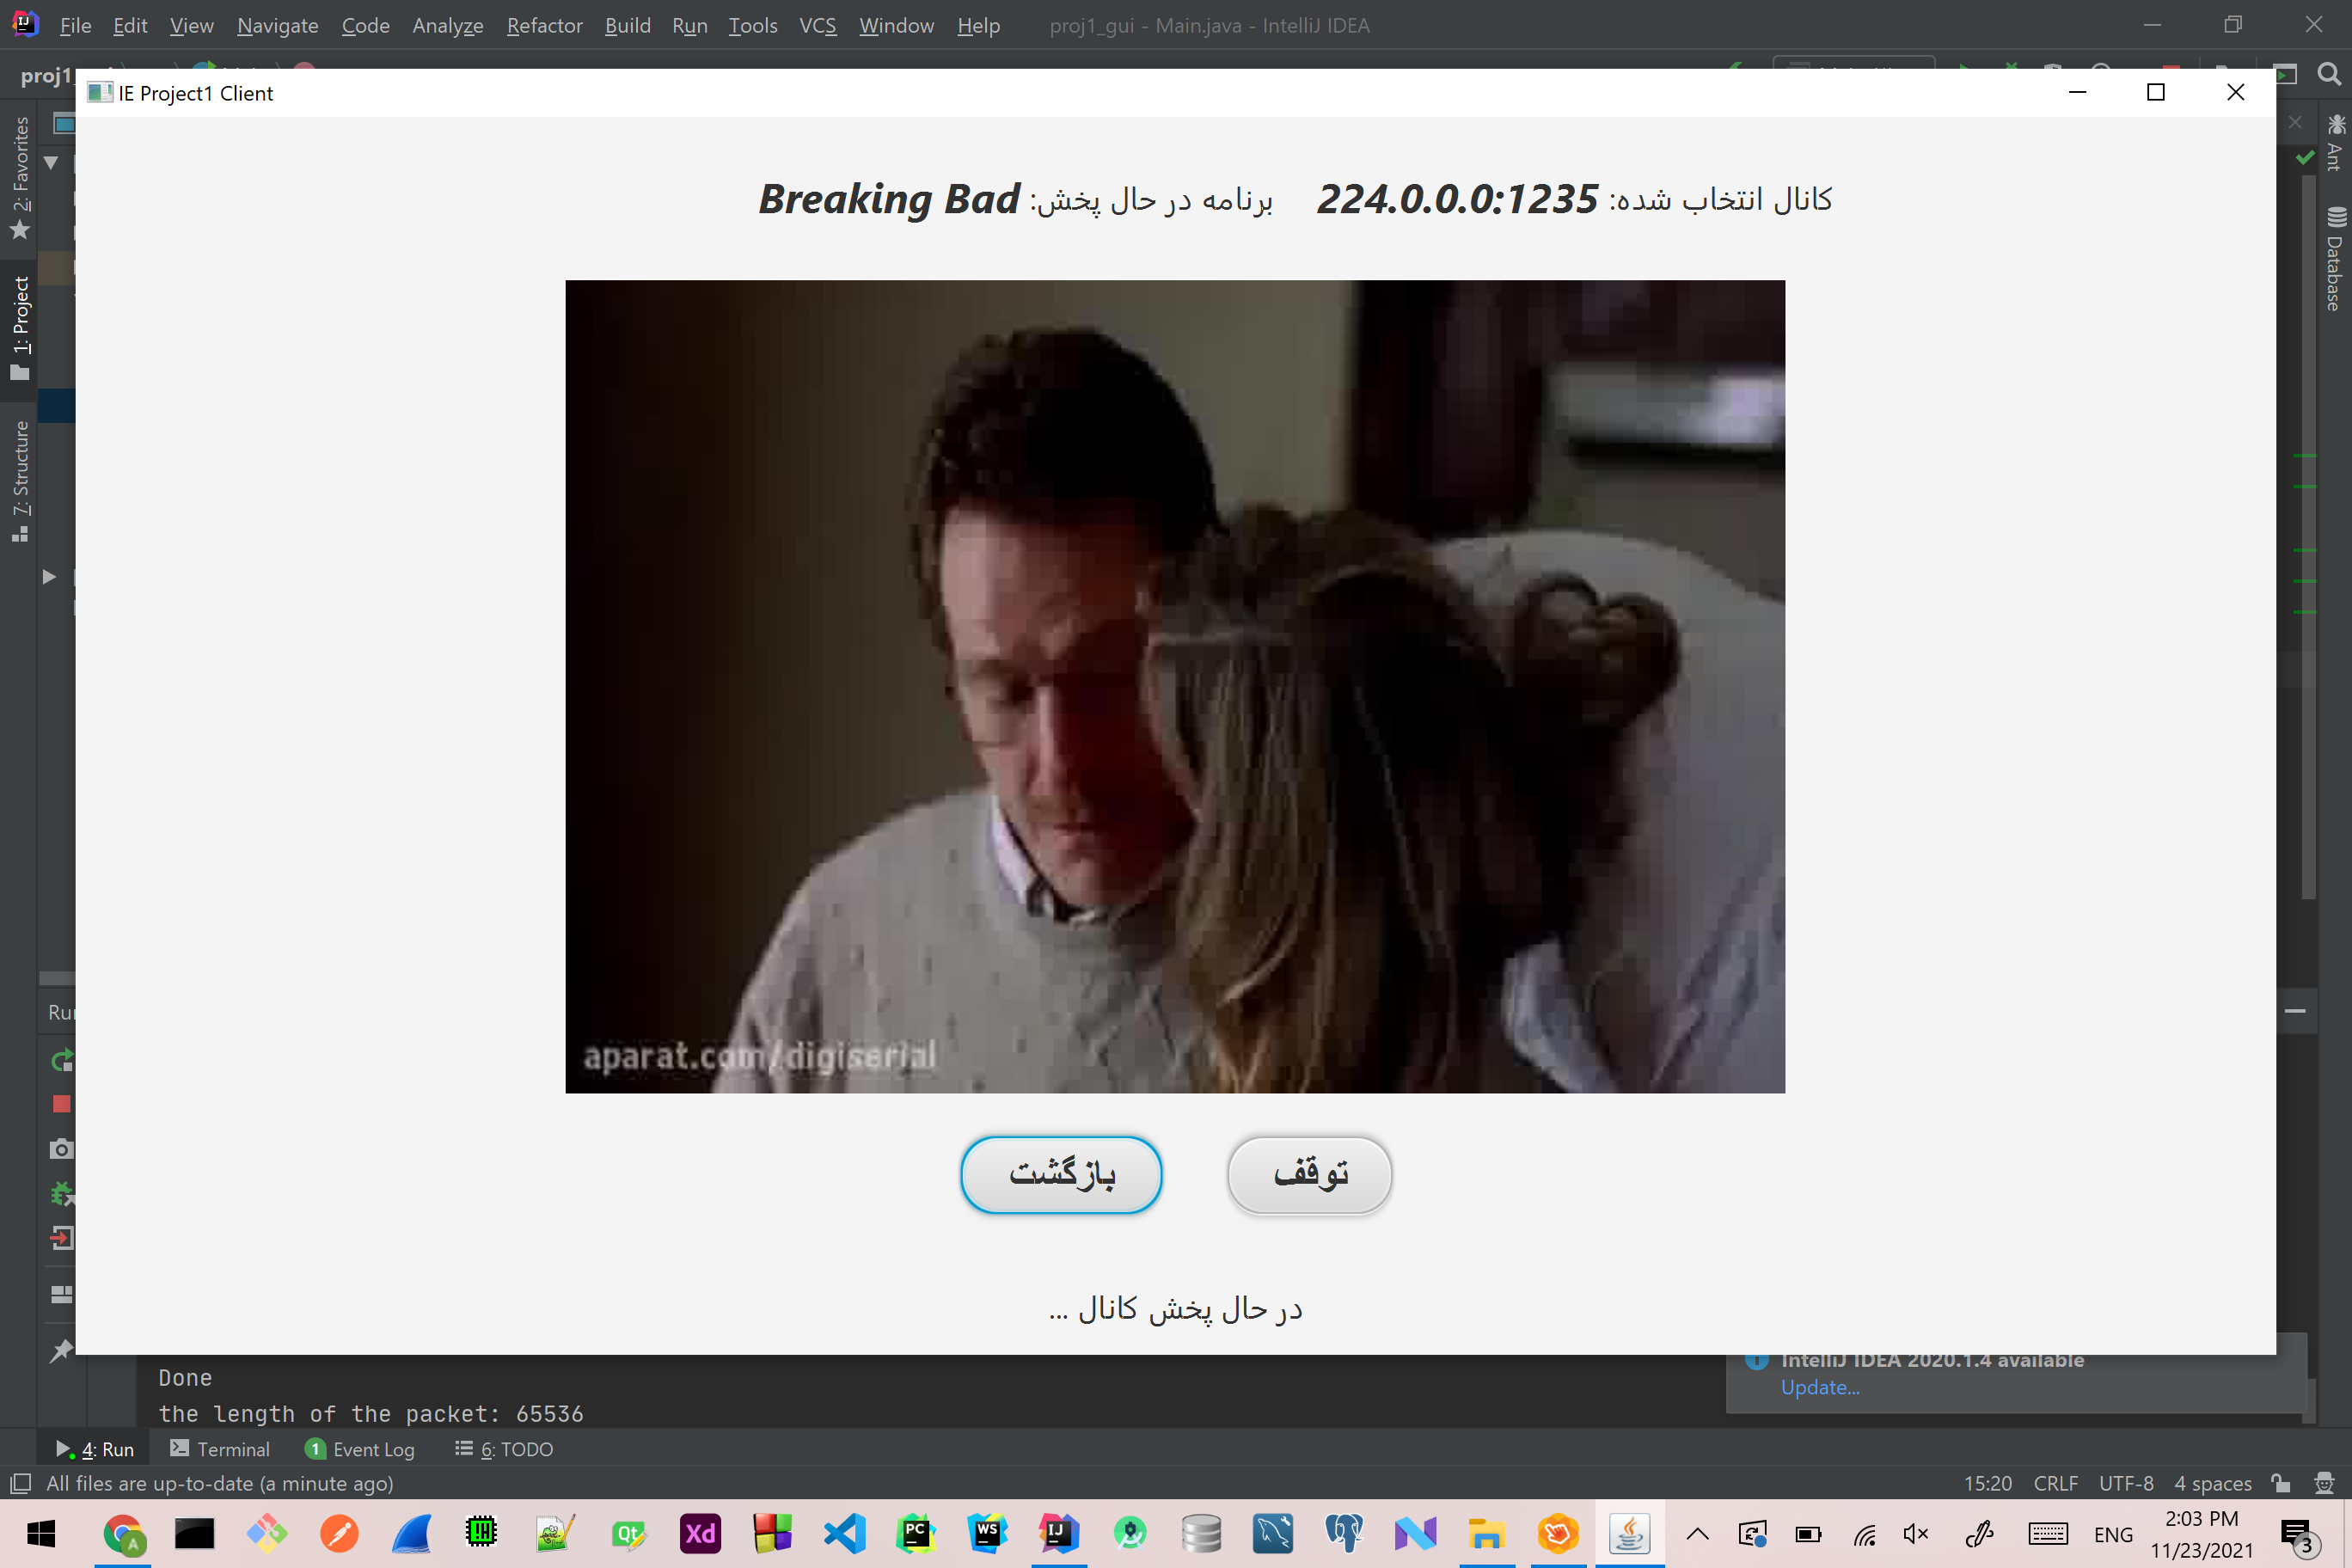 File Edit View Navigate Code Analyze Refactor Build Run Tools VCS Window Help proj1_gui - Main.java - IntelliJ IDEA
IE Project1 Client
2: Favorites
1: Project
7: Structure
Ant
Database
کانال انتخاب شده: 224.0.0.0:1235 برنامه در حال پخش: Breaking Bad
aparat.com/digiserial
توقف بازگشت
در حال پخش کانال ...
Done
the length of the packet: 65536
IntelliJ IDEA 2020.1.4 available
Update...
4: Run Terminal 1 Event Log 6: TODO
All files are up-to-date (a minute ago) 15:20 CRLF UTF-8 4 spaces
A Qt Xd PC WS IJ ENG 2:03 PM
11/23/2021 3